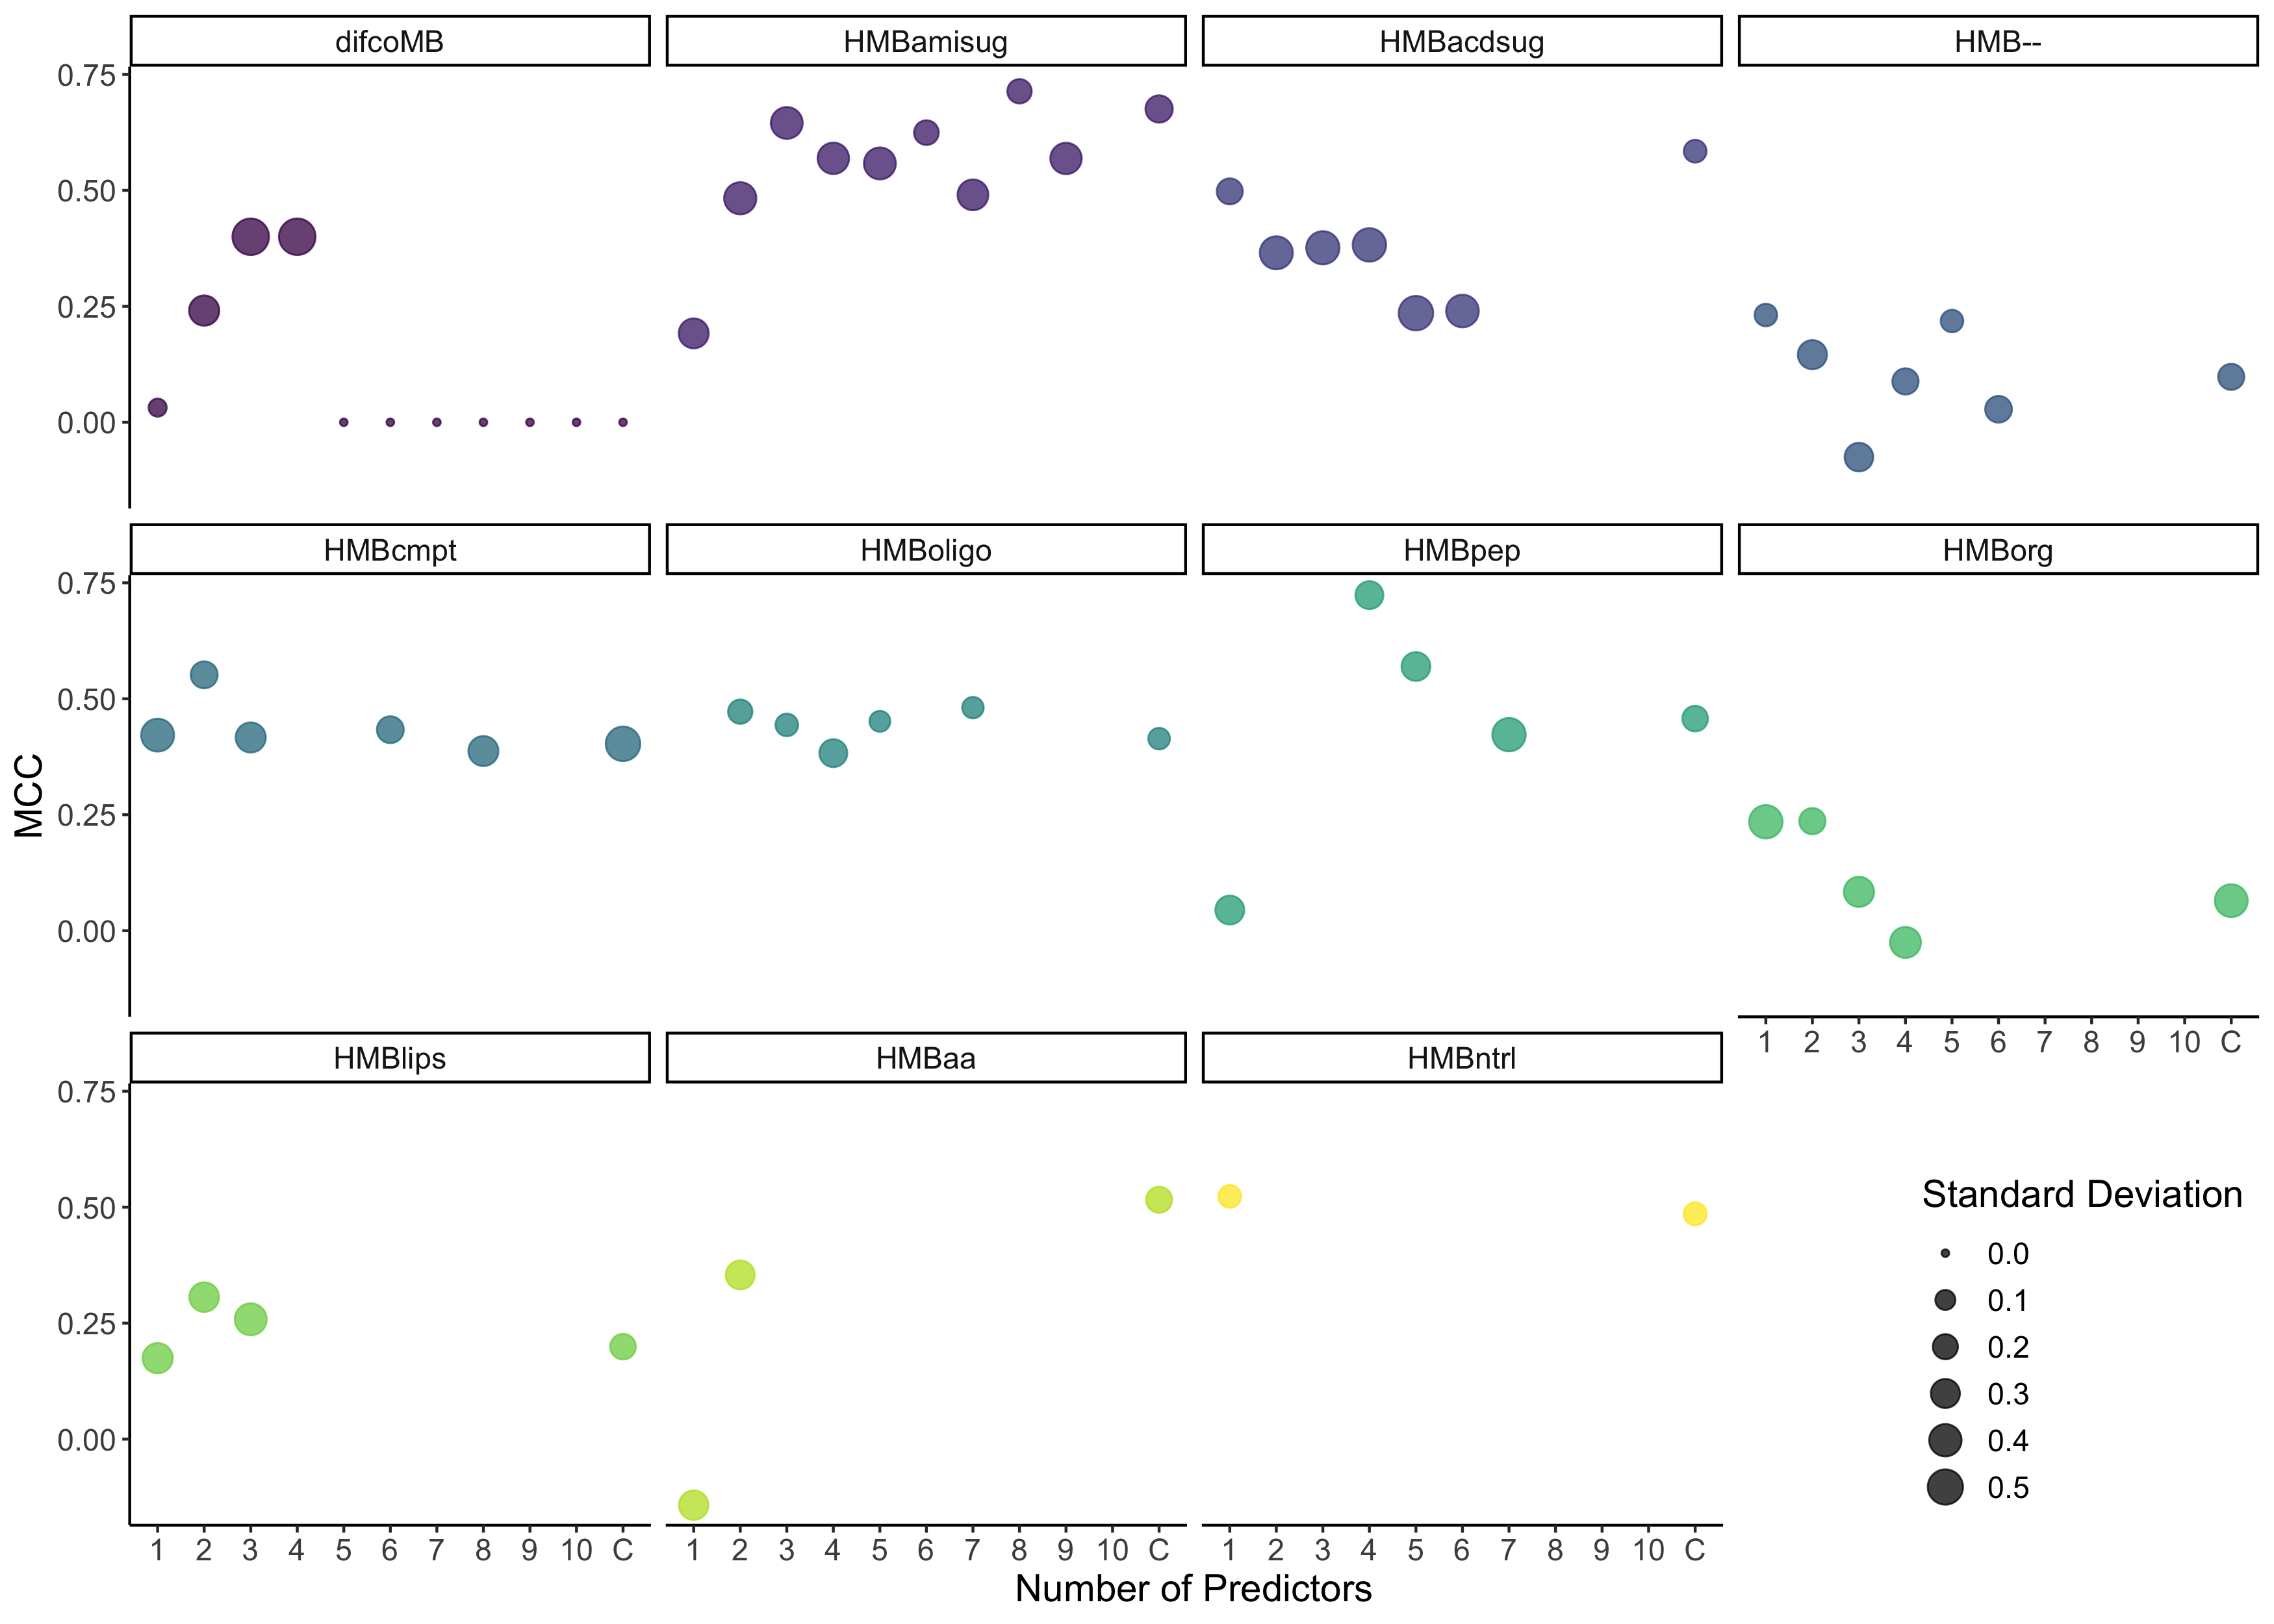 difcoMB HMBamisug HMBacdsug HMB--
0.75
0.50
0.25
0.00
HMBcmpt HMBoligo HMBpep HMBorg
0.75
0.50
0.25
0.00
1 2 3 4 5 6 7 8 9 10 C
HMBlips HMBaa HMBntrl
0.75
0.50
0.25
0.00
1 2 3 4 5 6 7 8 9 10 C 1 2 3 4 5 6 7 8 9 10 C 1 2 3 4 5 6 7 8 9 10 C
MCC
Number of Predictors
Standard Deviation
0.0
0.1
0.2
0.3
0.4
0.5